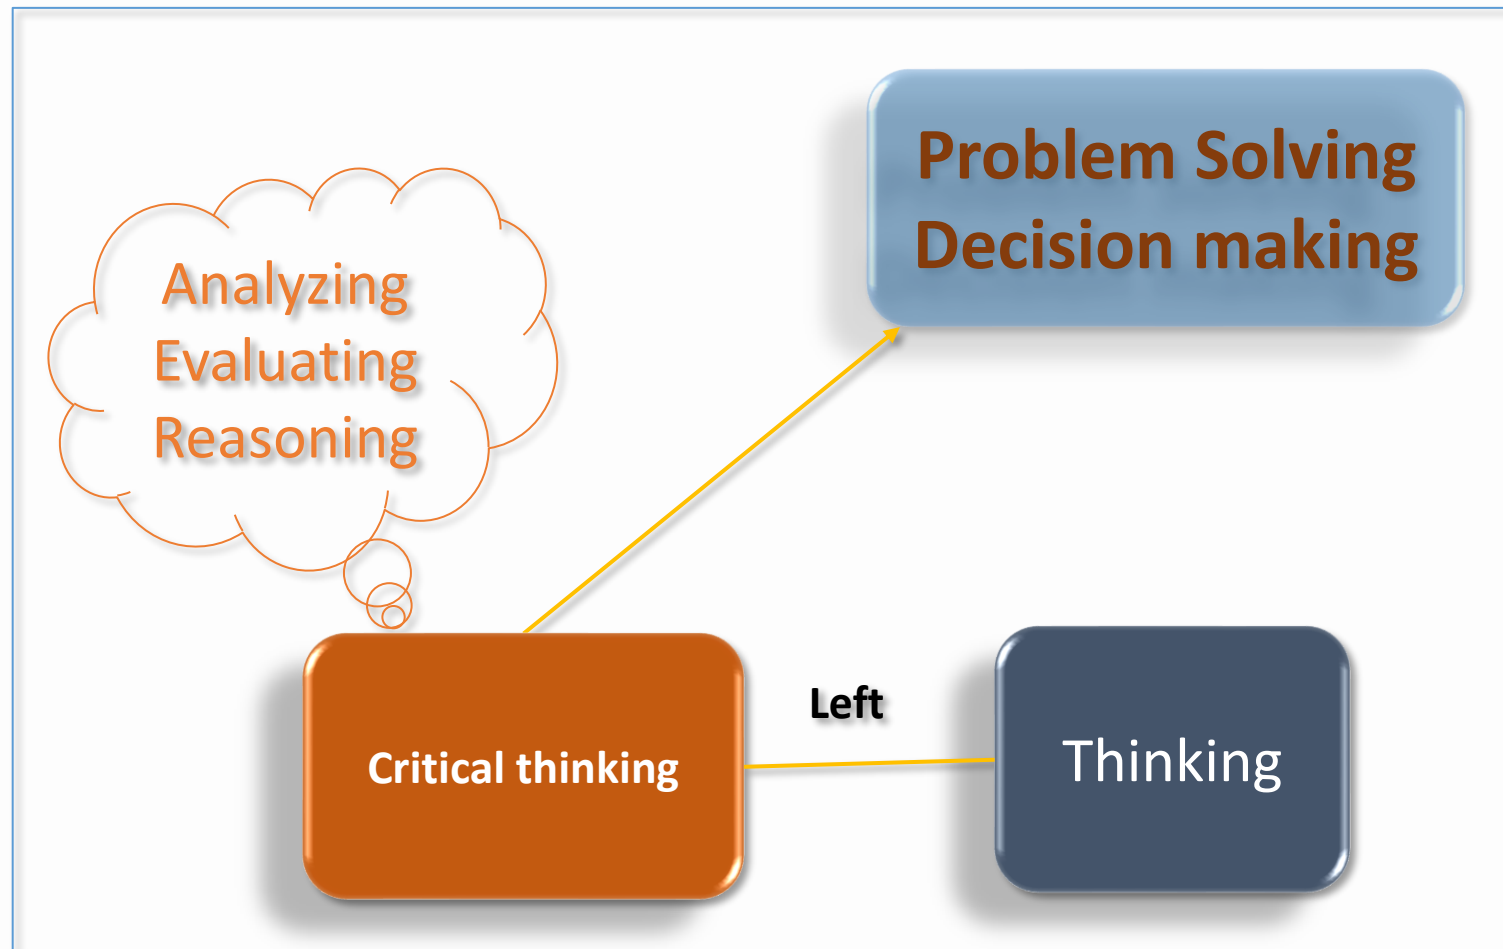 Problem Solving
Decision making
Analyzing
Evaluating
Reasoning
Left
Critical thinking
Thinking